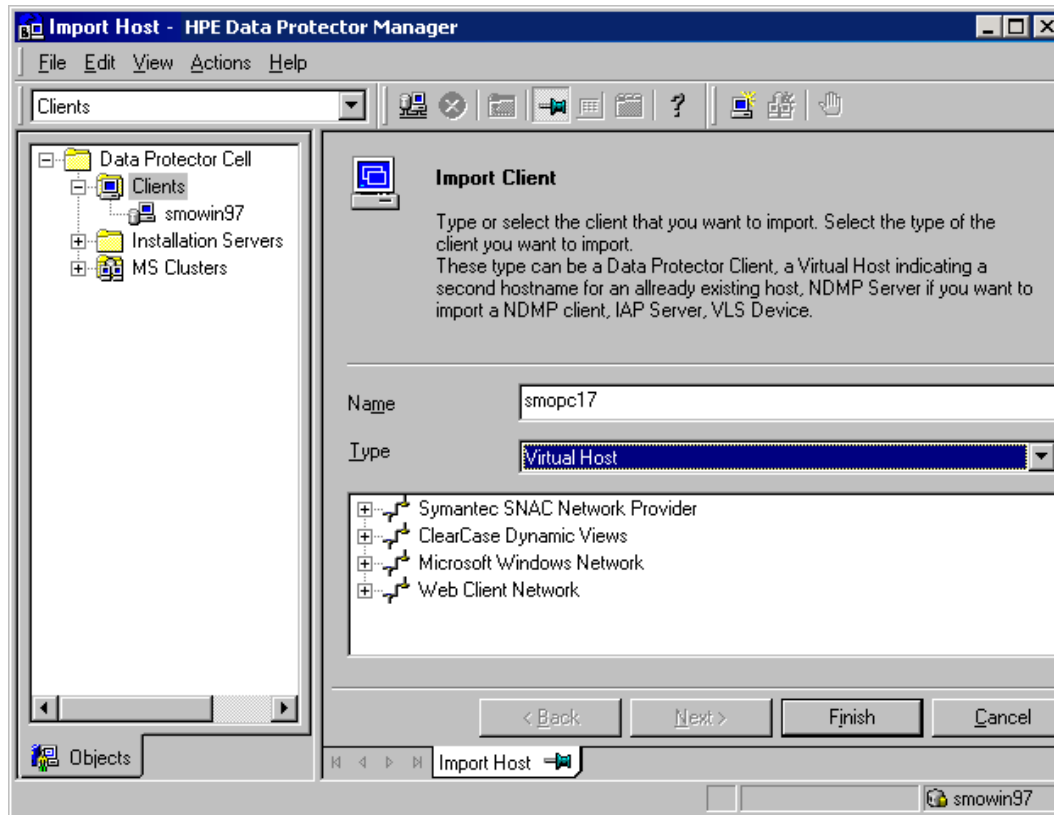 Import Host - HPE Data Protector Manager
File Edit View Actions Help
Clients
?
Data Protector Cell
Clients
smowin97
Installation Servers
MS Clusters
Objects
Import Client
Type or select the client that you want to import. Select the type of the
client you want to import.
These type can be a Data Protector Client, a Virtual Host indicating a
second hostname for an allready existing host, NDMP Server if you want to
import a NDMP client, IAP Server, VLS Device.
Name
smopc17
Type
Virtual Host
Symantec SNAC Network Provider
ClearCase Dynamic Views
Microsoft Windows Network
Web Client Network
< Back Next > Finish Cancel
Import Host
smowin97